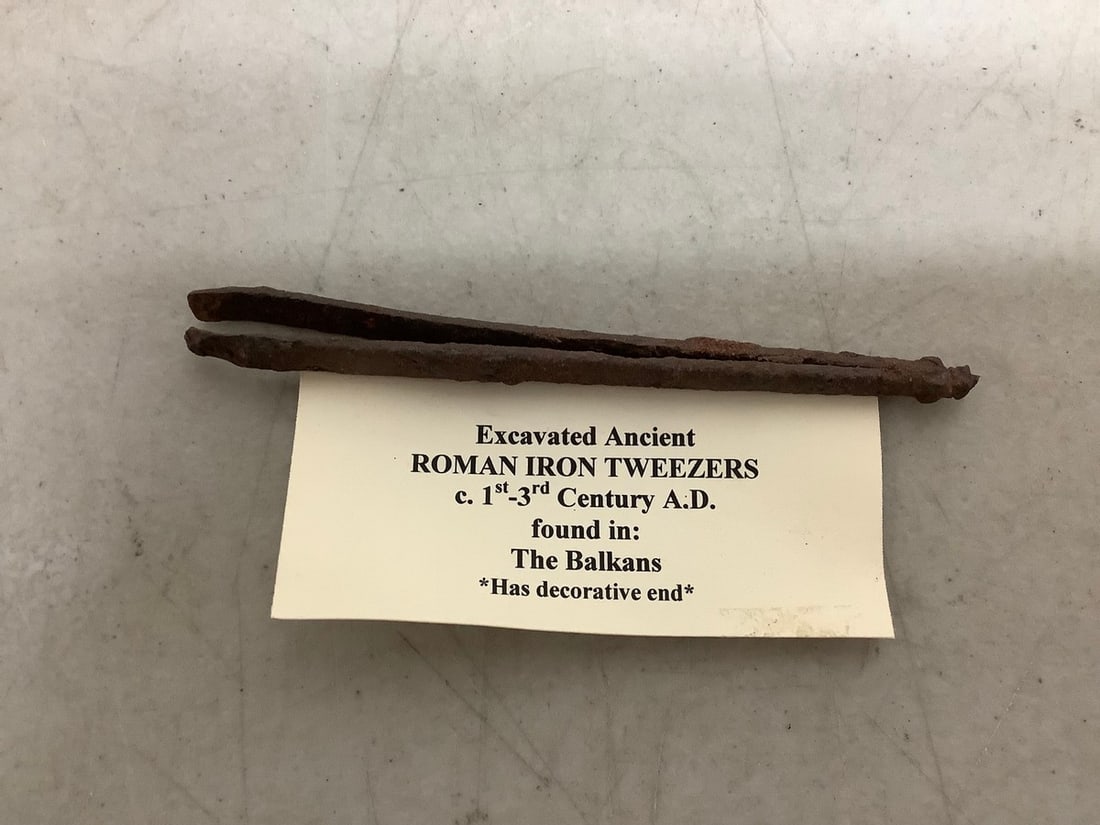 Excavated Ancient
ROMAN IRON TWEEZERS
c. 1st-3rd Century A.D.
found in:
The Balkans
*Has decorative end*